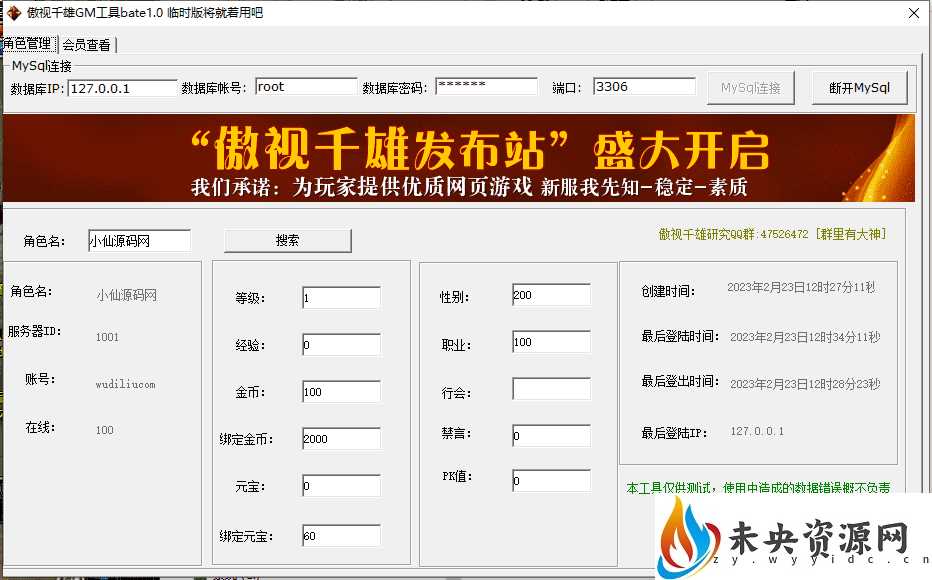 傲视千雄GM工具bate1.0 临时版将就着用吧
角色管理 会员查看
MySql连接
数据库IP: 127.0.0.1 数据库帐号: root 数据库密码: ****** 端口: 3306 MySql连接 断开MySql
“傲视千雄发布站”盛大开启
我们承诺：为玩家提供优质网页游戏 新服我先知-稳定-素质
角色名: 小仙源码网 搜索 傲视千雄研究QQ群:47526472 [群里有大神]
角色名: 小仙源码网
服务器ID: 1001
账号: wudiliucom
在线: 100
等级: 1
经验: 0
金币: 100
绑定金币: 2000
元宝: 0
绑定元宝: 60
性别: 200
职业: 100
行会:
禁言: 0
PK值: 0
创建时间: 2023年2月23日12时27分11秒
最后登陆时间: 2023年2月23日12时34分11秒
最后登出时间: 2023年2月23日12时28分23秒
最后登陆IP: 127.0.0.1
本工具仅供测试，使用中造成的数据错误概不负责
未央资源网
zy.wyyidc.cn